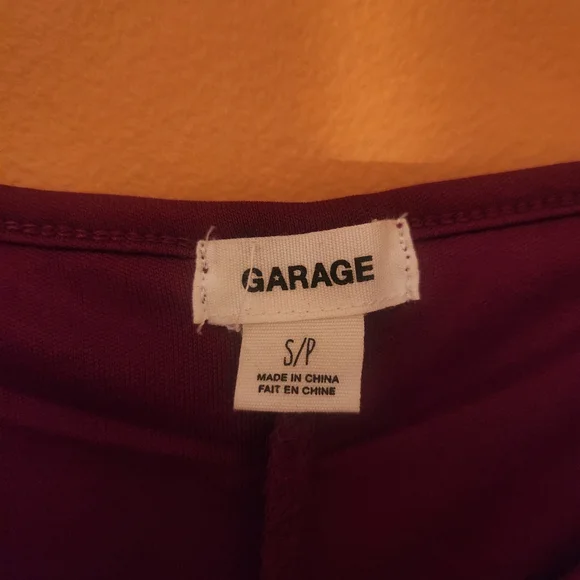 GARAGE
S/P
MADE IN CHINA
FAIT EN CHINE